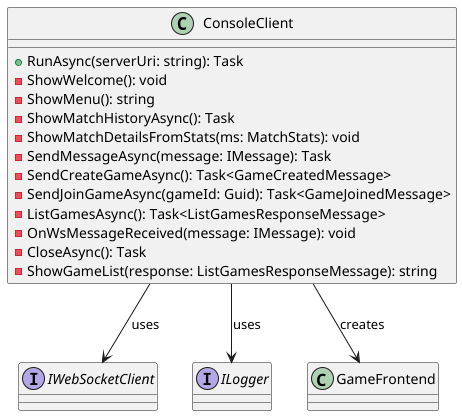 C ConsoleClient
RunAsync(serverUri: string): Task
ShowWelcome(): void
ShowMenu(): string
ShowMatchHistoryAsync(): Task
ShowMatchDetailsFromStats(ms: MatchStats): void
SendMessageAsync(message: IMessage): Task
SendCreateGameAsync(): Task<GameCreatedMessage>
SendJoinGameAsync(gameId: Guid): Task<GameJoinedMessage>
ListGamesAsync(): Task<ListGamesResponseMessage>
OnWsMessageReceived(message: IMessage): void
CloseAsync(): Task
ShowGameList(response: ListGamesResponseMessage): string
uses
uses
creates
I IWebSocketClient
I ILogger
C GameFrontend